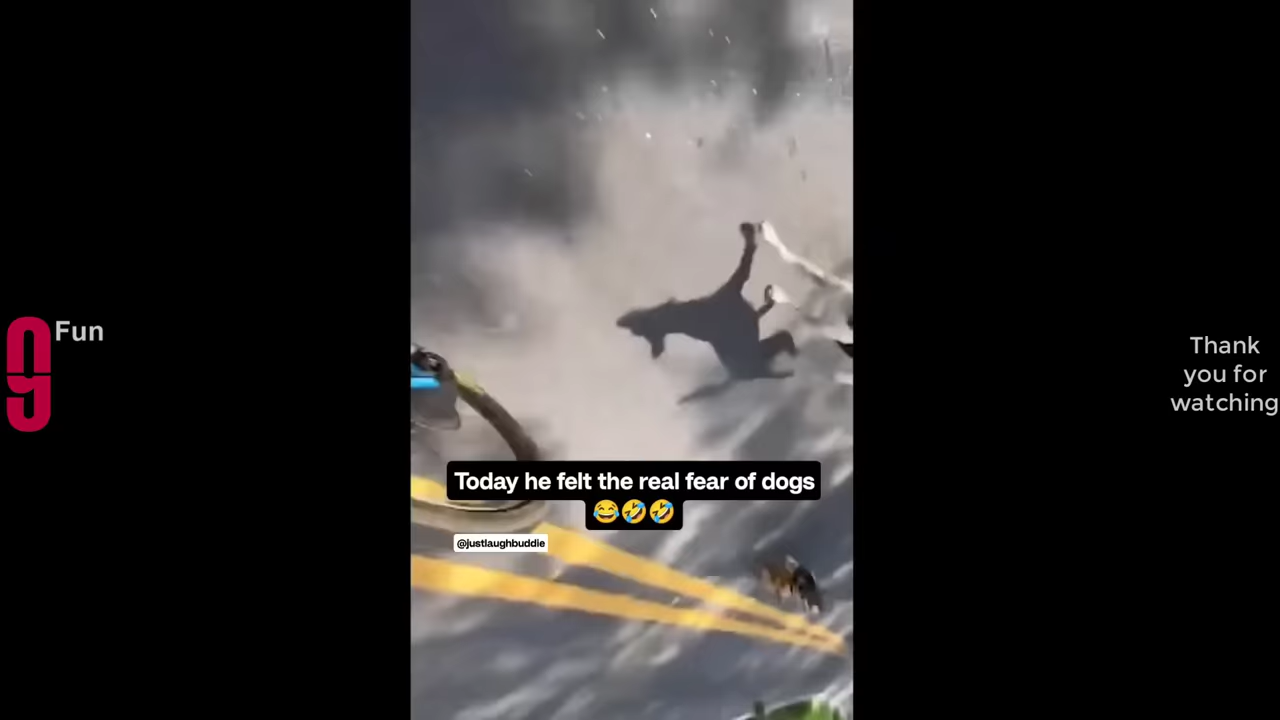 9 Fun
Thank
you for
watching
Today he felt the real fear of dogs
😂🤣🤣
@justlaughbuddie